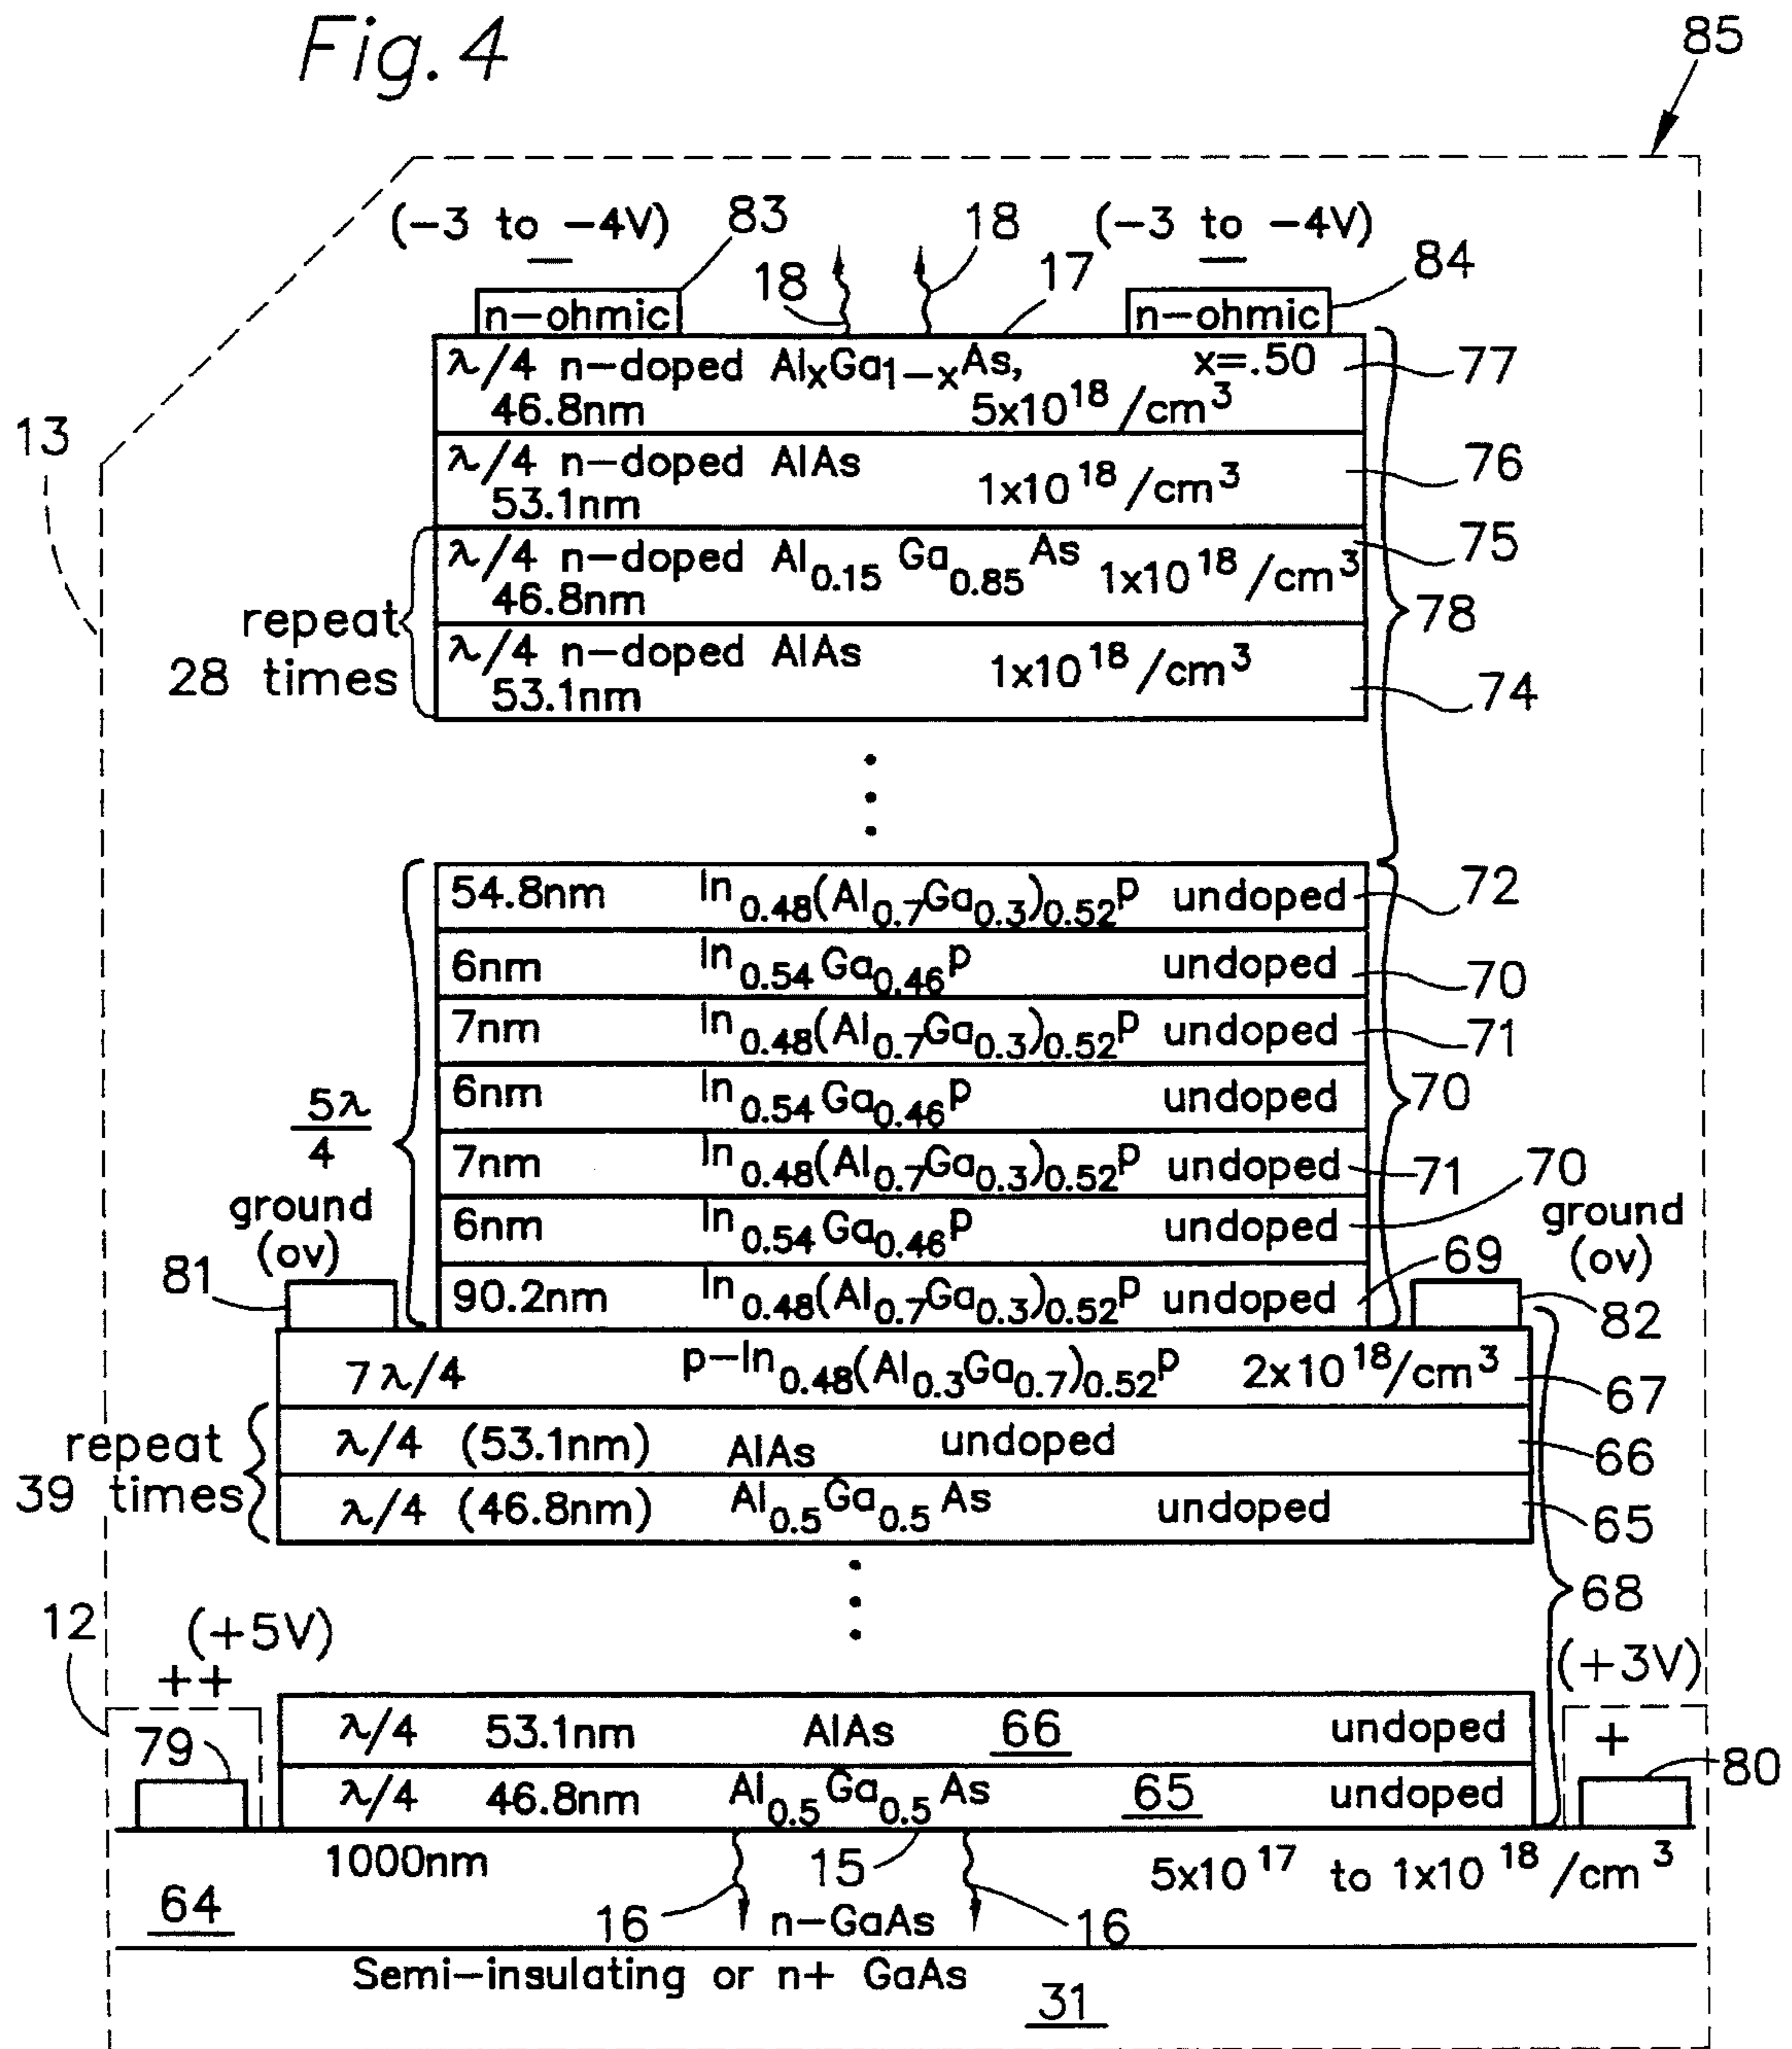 Fig. 4
85
(-3 to -4V)
83
18
(-3 to -4V)
—
18
17
—
84
n-ohmic
n-ohmic
λ/4 n-doped AlxGa1-xAs, x=.50
77
46.8nm 5x10^18/cm^3
13
λ/4 n-doped AlAs
76
53.1nm 1x10^18/cm^3
75
λ/4 n-doped Al0.15 Ga0.85 As 1x10^18/cm^3
46.8nm
repeat
28 times
78
λ/4 n-doped AlAs 1x10^18/cm^3
53.1nm
74
54.8nm In0.48(Al0.7Ga0.3)0.52P undoped
72
6nm In0.54Ga0.46P undoped
70
7nm In0.48(Al0.7Ga0.3)0.52P undoped
71
6nm In0.54Ga0.46P undoped
70
5λ
4
7nm In0.48(Al0.7Ga0.3)0.52P undoped
71
70
ground
(ov)
6nm In0.54Ga0.46P undoped
ground
(ov)
81
90.2nm In0.48(Al0.7Ga0.3)0.52P undoped
69
82
7λ/4 p-In0.48(Al0.3Ga0.7)0.52P 2x10^18/cm^3
67
repeat
39 times
λ/4 (53.1nm) AlAs undoped
66
λ/4 (46.8nm) Al0.5Ga0.5 As undoped
65
68
12
(+5V)
++
(+3V)
+
79
λ/4 53.1nm AlAs 66 undoped
80
λ/4 46.8nm Al0.5Ga0.5 As 65 undoped
1000nm 15 5x10^17 to 1x10^18/cm^3
64
16 n-GaAs 16
Semi-insulating or n+ GaAs
31